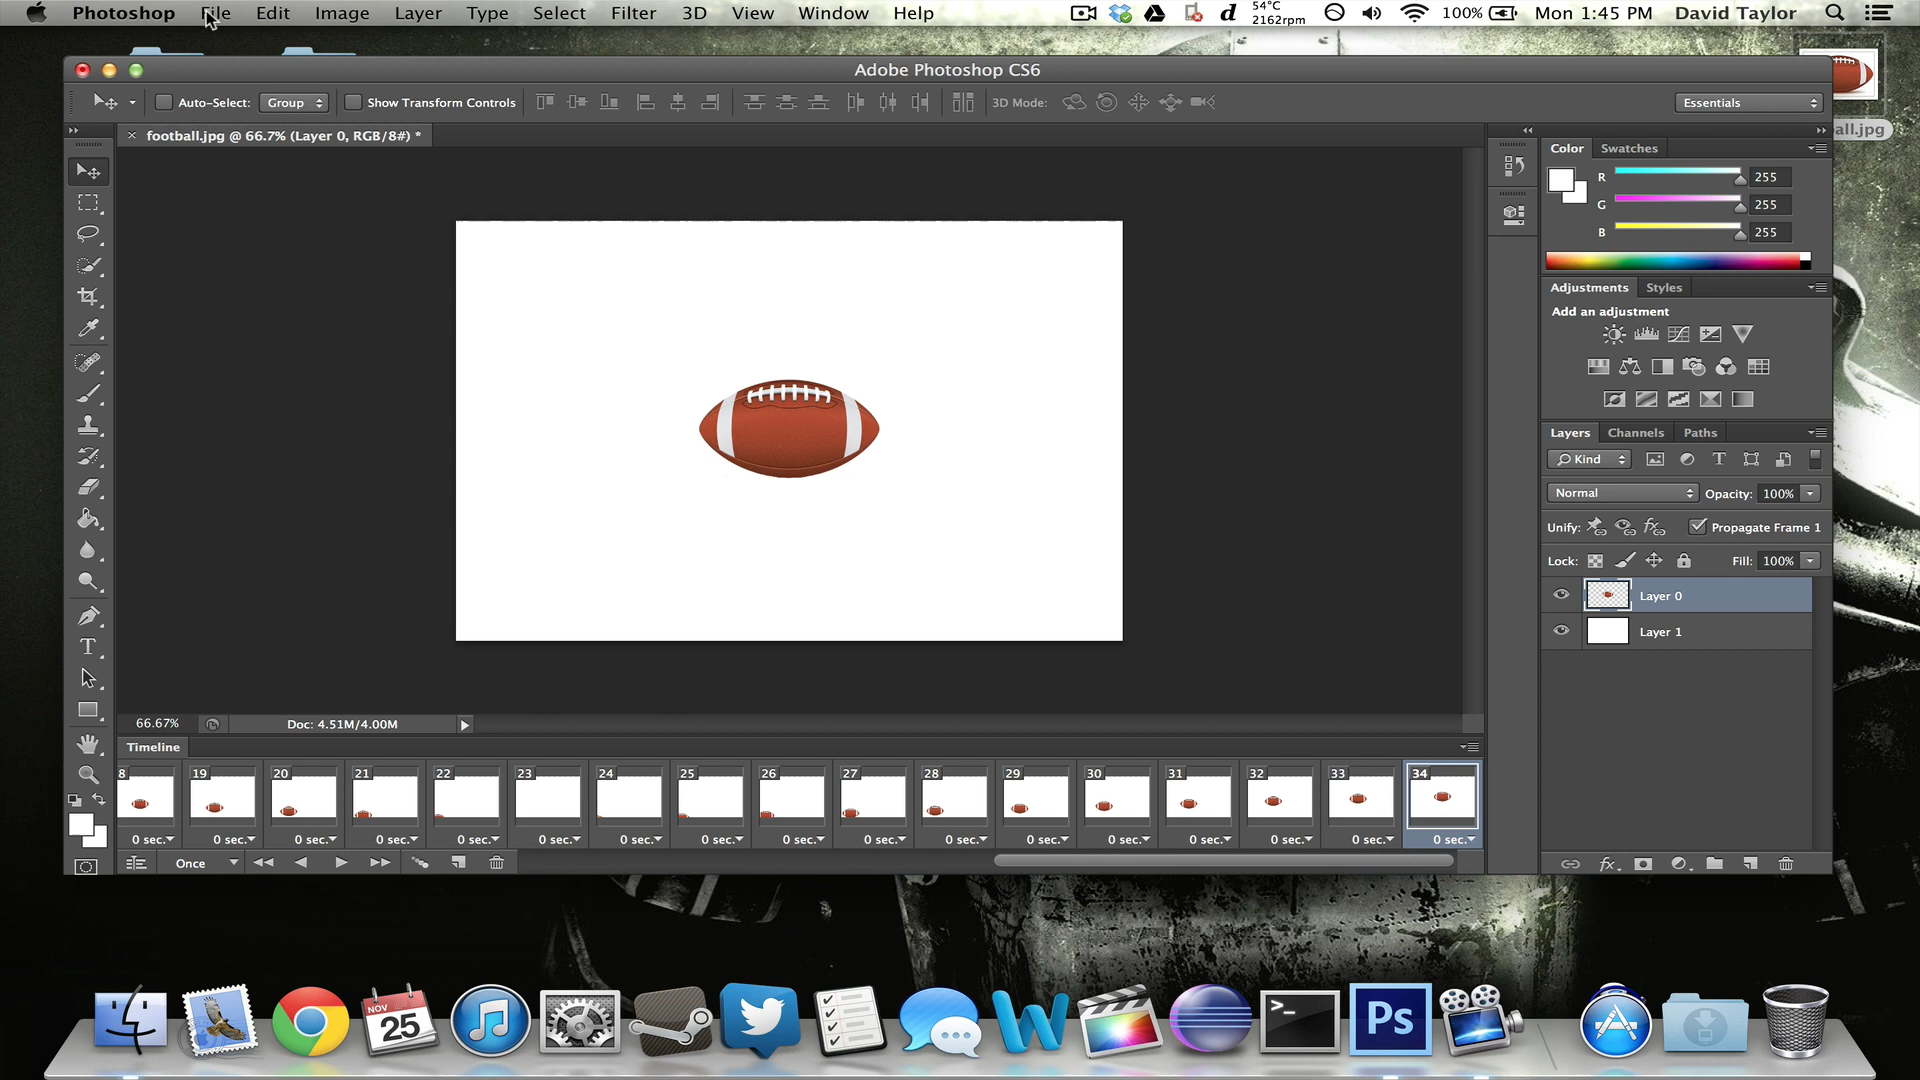 Photoshop File Edit Image Layer Type Select Filter 3D View Window Help
54°C
2162rpm
100%
Mon 1:45 PM David Taylor
Adobe Photoshop CS6
Auto-Select: Group Show Transform Controls 3D Mode: Essentials
football.jpg @ 66.7% (Layer 0, RGB/8#) *
all.jpg
Color Swatches
R 255
G 255
B 255
Adjustments Styles
Add an adjustment
Layers Channels Paths
Kind
Normal Opacity: 100%
Unify: Propagate Frame 1
Lock: Fill: 100%
Layer 0
Layer 1
66.67% Doc: 4.51M/4.00M
Timeline
8 19 20 21 22 23 24 25 26 27 28 29 30 31 32 33 34
0 sec. 0 sec. 0 sec. 0 sec. 0 sec. 0 sec. 0 sec. 0 sec. 0 sec. 0 sec. 0 sec. 0 sec. 0 sec. 0 sec. 0 sec. 0 sec. 0 sec.
Once
NOV
25
Ps